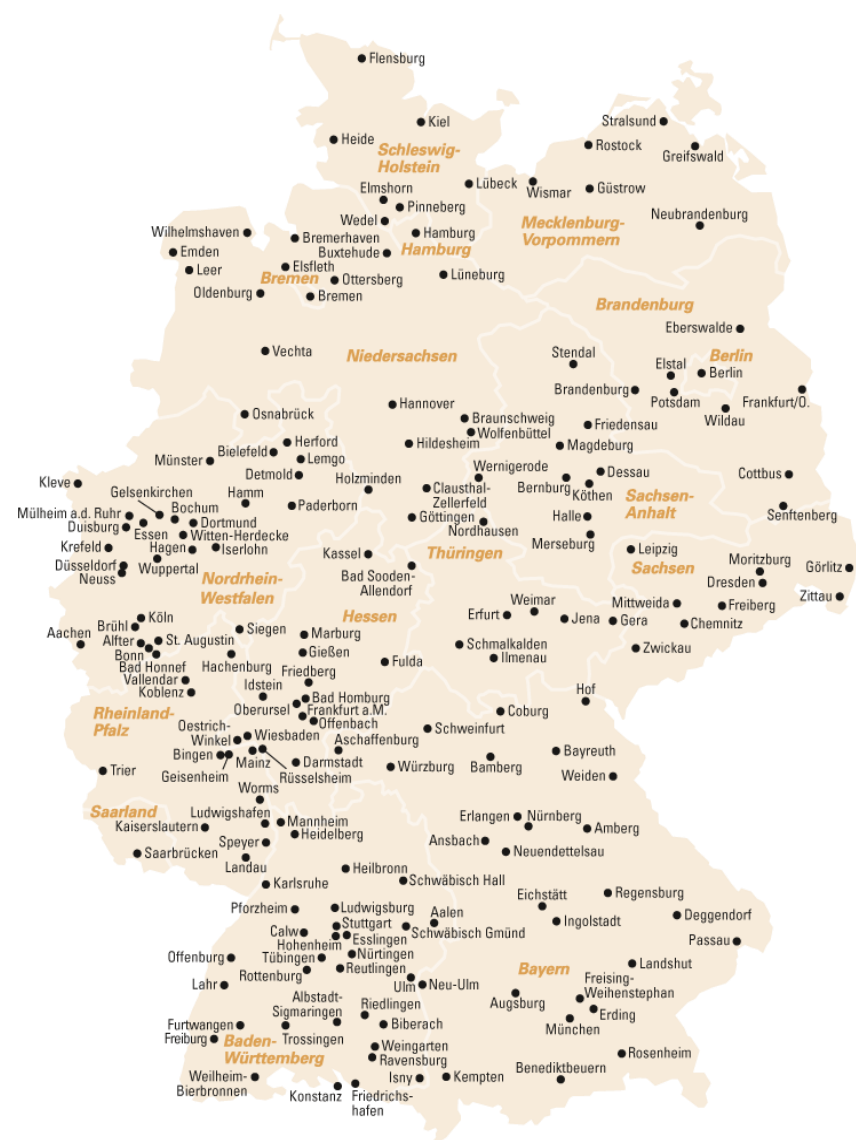 Flensburg
Kiel
Stralsund
Heide
Rostock
Greifswald
Schleswig-
Holstein
Lübeck
Wismar
Güstrow
Elmshorn
Pinneberg
Wedel
Mecklenburg-
Vorpommern
Neubrandenburg
Wilhelmshaven
Bremerhaven
Hamburg
Hamburg
Emden
Buxtehude
Leer
Elsfleth
Bremen
Ottersberg
Lüneburg
Oldenburg
Bremen
Brandenburg
Eberswalde
Vechta
Niedersachsen
Stendal
Elstal
Berlin
Berlin
Brandenburg
Potsdam
Frankfurt/O.
Wildau
Hannover
Osnabrück
Braunschweig
Wolfenbüttel
Friedensau
Herford
Hildesheim
Magdeburg
Bielefeld
Lemgo
Münster
Detmold
Holzminden
Wernigerode
Dessau
Cottbus
Kleve
Gelsenkirchen
Hamm
Clausthal-
Zellerfeld
Bernburg
Köthen
Sachsen-
Anhalt
Bochum
Paderborn
Senftenberg
Mülheim a.d. Ruhr
Duisburg
Essen
Dortmund
Göttingen
Nordhausen
Halle
Witten-Herdecke
Merseburg
Krefeld
Hagen
Iserlohn
Kassel
Thüringen
Leipzig
Düsseldorf
Neuss
Wuppertal
Bad Sooden-
Allendorf
Sachsen
Moritzburg
Görlitz
Dresden
Nordrhein-
Westfalen
Zittau
Hessen
Weimar
Mittweida
Freiberg
Köln
Erfurt
Jena
Gera
Chemnitz
Brühl
Siegen
Marburg
Aachen
Alfter
St. Augustin
Gießen
Schmalkalden
Zwickau
Bonn
Bad Honnef
Hachenburg
Fulda
Ilmenau
Vallendar
Friedberg
Koblenz
Idstein
Bad Homburg
Hof
Oberursel
Frankfurt a.M.
Coburg
Rheinland-
Pfalz
Offenbach
Oestrich-
Winkel
Wiesbaden
Aschaffenburg
Schweinfurt
Bingen
Mainz
Bayreuth
Geisenheim
Rüsselsheim
Darmstadt
Würzburg
Bamberg
Trier
Weiden
Worms
Saarland
Ludwigshafen
Mannheim
Erlangen
Nürnberg
Kaiserslautern
Heidelberg
Amberg
Speyer
Ansbach
Saarbrücken
Landau
Neuendettelsau
Heilbronn
Karlsruhe
Schwäbisch Hall
Eichstätt
Regensburg
Pforzheim
Ludwigsburg
Aalen
Deggendorf
Stuttgart
Ingolstadt
Calw
Schwäbisch Gmünd
Hohenheim
Esslingen
Passau
Offenburg
Tübingen
Nürtingen
Rottenburg
Reutlingen
Bayern
Landshut
Lahr
Ulm
Neu-Ulm
Freising-
Weihenstephan
Albstadt-
Sigmaringen
Riedlingen
Augsburg
Erding
Furtwangen
Biberach
München
Freiburg
Trossingen
Baden-
Württemberg
Weingarten
Ravensburg
Rosenheim
Weilheim-
Bierbronnen
Isny
Kempten
Benediktbeuern
Konstanz
Friedrichs-
hafen